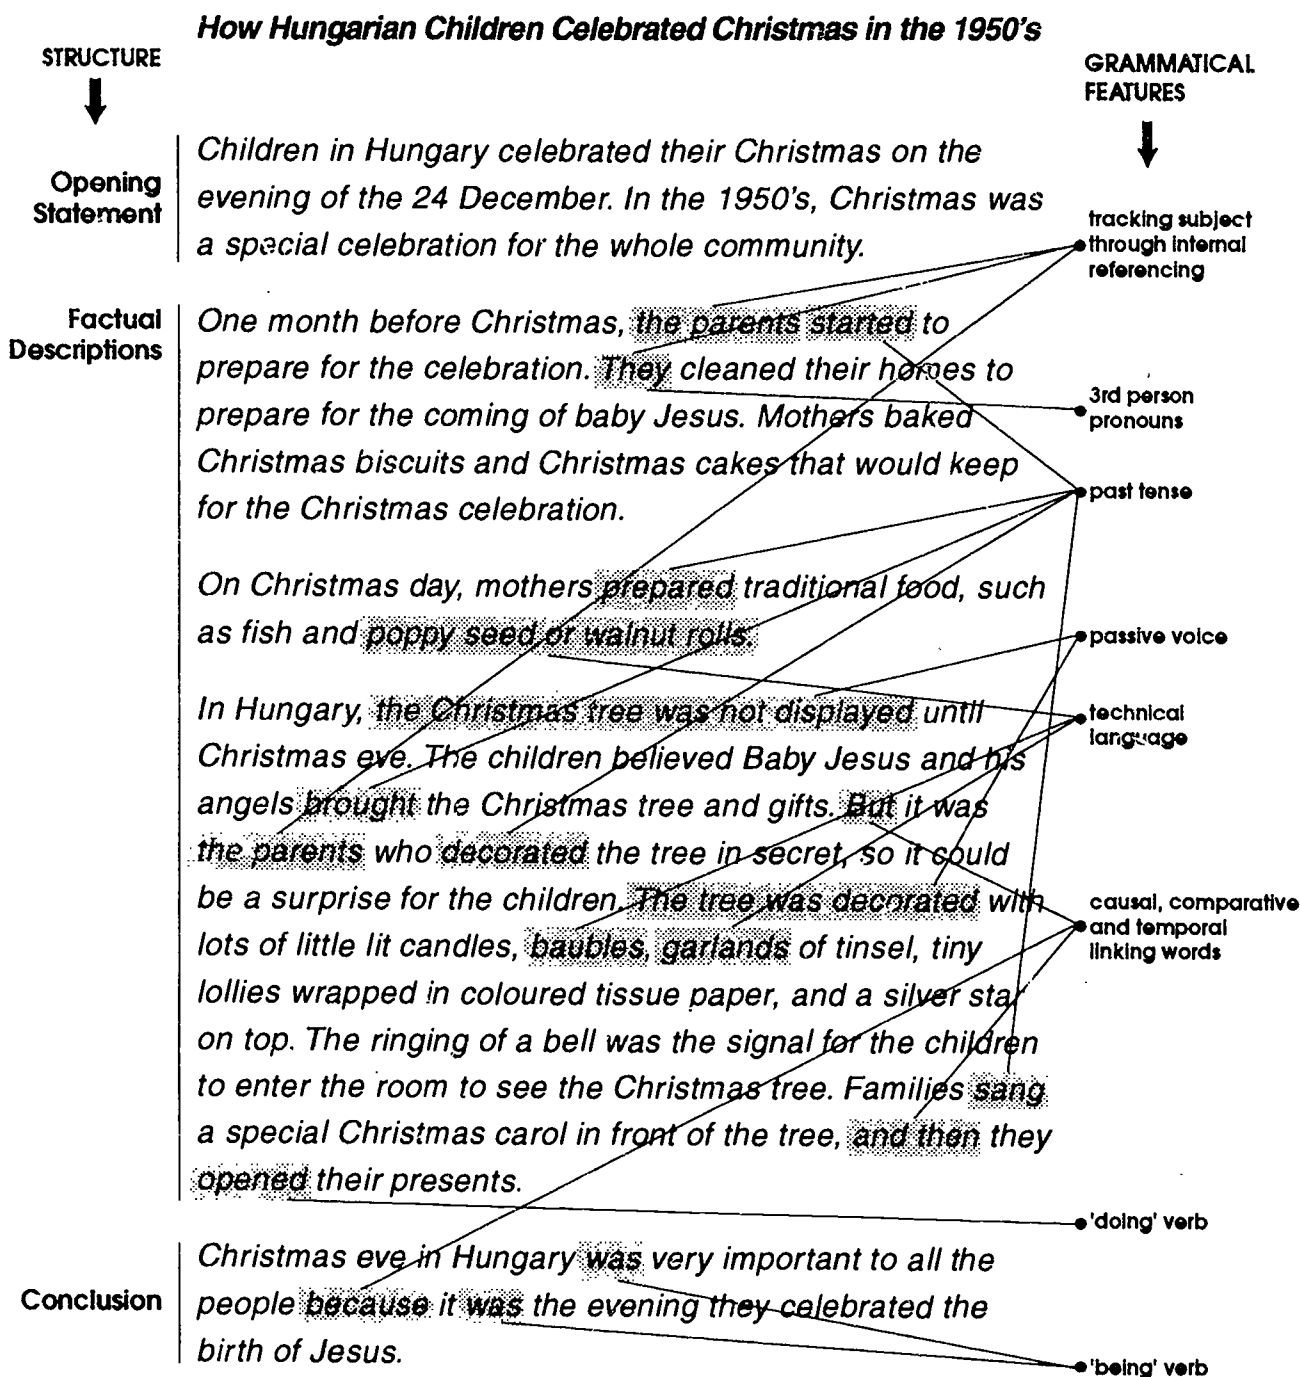 How Hungarian Children Celebrated Christmas in the 1950's
STRUCTURE
GRAMMATICAL
FEATURES
Opening
Statement
Children in Hungary celebrated their Christmas on the
evening of the 24 December. In the 1950's, Christmas was
a special celebration for the whole community.
tracking subject
through internal
referencing
Factual
Descriptions
One month before Christmas, the parents started to
prepare for the celebration. They cleaned their homes to
prepare for the coming of baby Jesus. Mothers baked
Christmas biscuits and Christmas cakes that would keep
for the Christmas celebration.
3rd person
pronouns
past tense
On Christmas day, mothers prepared traditional food, such
as fish and poppy seed or walnut rolls.
passive voice
In Hungary, the Christmas tree was not displayed until
Christmas eve. The children believed Baby Jesus and his
angels brought the Christmas tree and gifts. But it was
the parents who decorated the tree in secret, so it could
be a surprise for the children. The tree was decorated with
lots of little lit candles, baubles, garlands of tinsel, tiny
lollies wrapped in coloured tissue paper, and a silver star
on top. The ringing of a bell was the signal for the children
to enter the room to see the Christmas tree. Families sang
a special Christmas carol in front of the tree, and then they
opened their presents.
technical
language
causal, comparative
and temporal
linking words
'doing' verb
Conclusion
Christmas eve in Hungary was very important to all the
people because it was the evening they celebrated the
birth of Jesus.
'being' verb